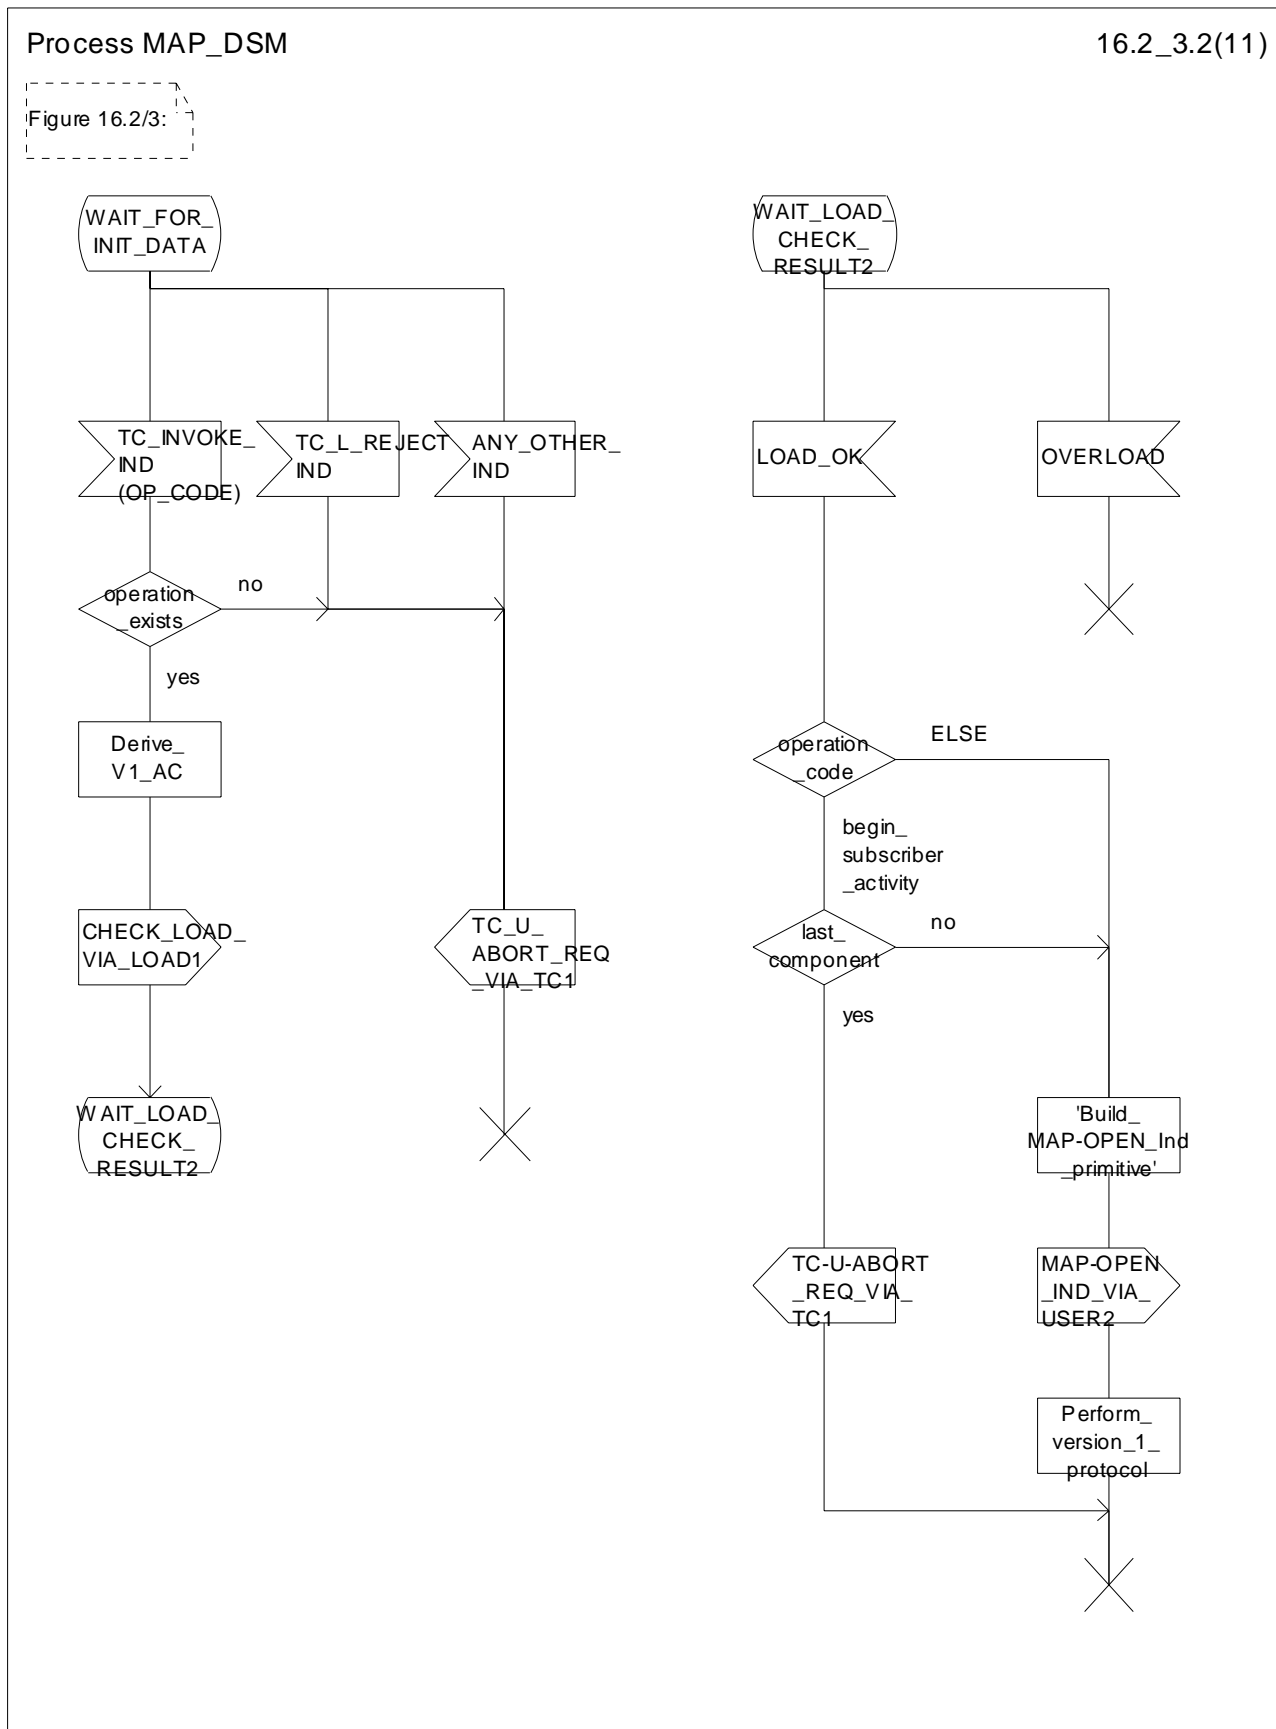 Process MAP_DSM
16.2_3.2(11)
Figure 16.2/3:
WAIT_FOR_
INIT_DATA
TC_INVOKE_
IND
(OP_CODE)
TC_L_REJECT
IND
ANY_OTHER_
IND
operation
_exists
no
yes
Derive_
V1_AC
CHECK_LOAD_
VIA_LOAD1
TC_U_
ABORT_REQ
_VIA_TC1
WAIT_LOAD_
CHECK_
RESULT2
WAIT_LOAD_
CHECK_
RESULT2
LOAD_OK
OVERLOAD
operation
_code
ELSE
begin_
subscriber
_activity
last_
component
no
yes
'Build_
MAP-OPEN_Ind
_primitive'
TC-U-ABORT
_REQ_VIA_
TC1
MAP-OPEN
_IND_VIA_
USER2
Perform_
version_1_
protocol